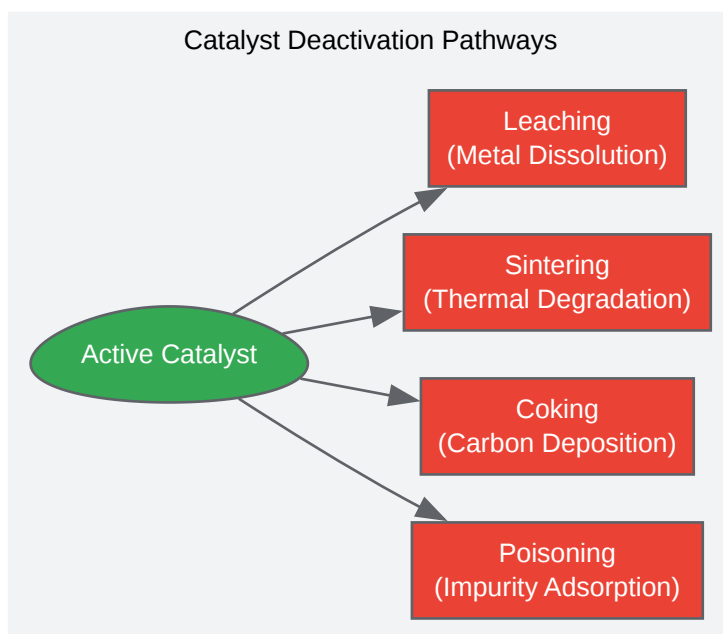 Catalyst Deactivation Pathways
Leaching
(Metal Dissolution)
Sintering
(Thermal Degradation)
Active Catalyst
Coking
(Carbon Deposition)
Poisoning
(Impurity Adsorption)